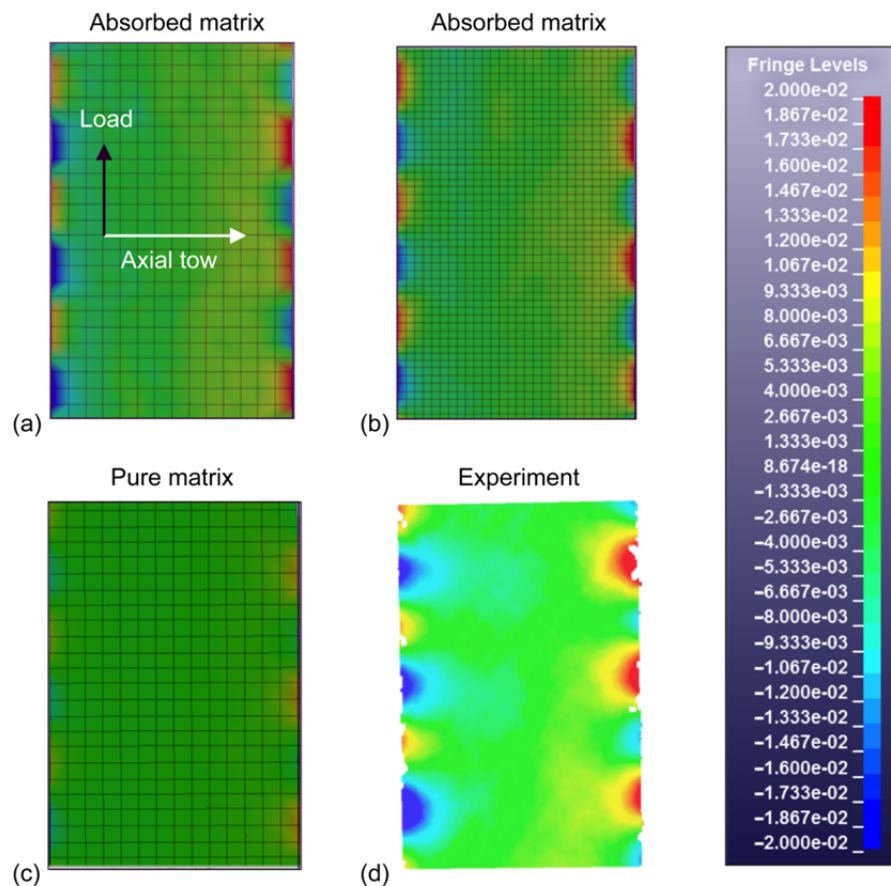 Absorbed matrix
Absorbed matrix
Load
Axial tow
(a)
(b)
Pure matrix
Experiment
(c)
(d)
Fringe Levels
2.000e-02
1.867e-02
1.733e-02
1.600e-02
1.467e-02
1.333e-02
1.200e-02
1.067e-02
9.333e-03
8.000e-03
6.667e-03
5.333e-03
4.000e-03
2.667e-03
1.333e-03
8.674e-18
−1.333e-03
−2.667e-03
−4.000e-03
−5.333e-03
−6.667e-03
−8.000e-03
−9.333e-03
−1.067e-02
−1.200e-02
−1.333e-02
−1.467e-02
−1.600e-02
−1.733e-02
−1.867e-02
−2.000e-02